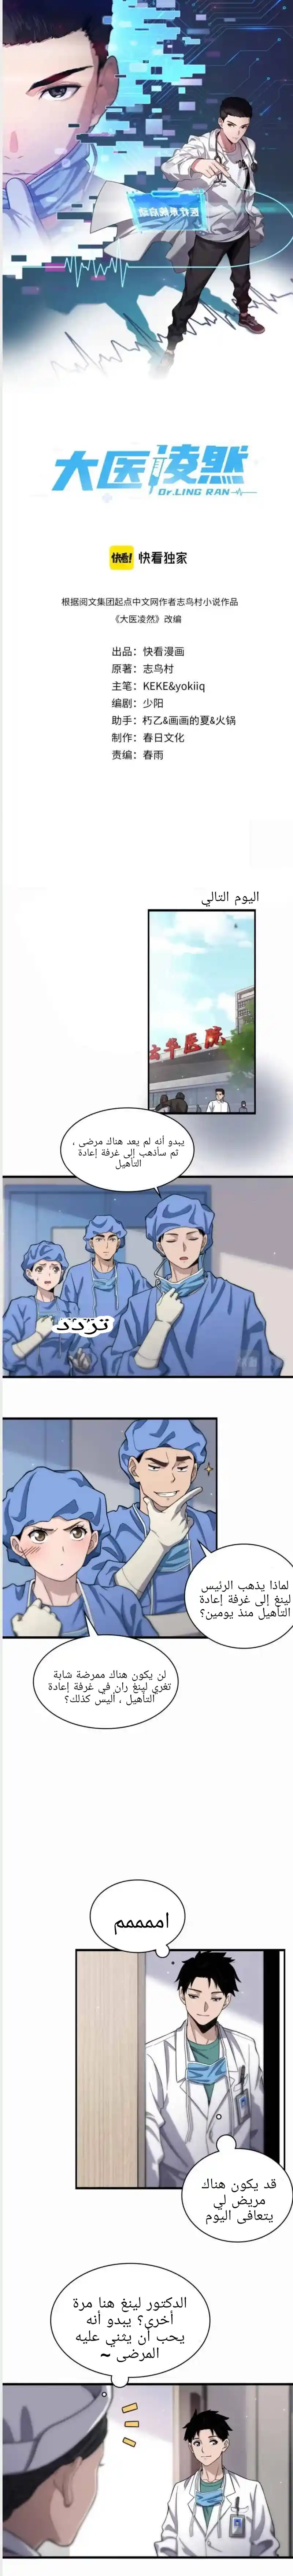 大医凌然
Dr.LING RAN
快看! 快看独家
根据阅文集团起点中文网作者志鸟村小说作品
《大医凌然》改编
出品：快看漫画
原著：志鸟村
主笔：KEKE&yokiiq
编剧：少阳
助手：朽乙&画画的夏&火锅
制作：春日文化
责编：春雨
اليوم التالي
华医院
يبدو أنه لم يعد هناك مرضى ،
ثم سأذهب إلى غرفة إعادة
التأهيل
تردد
لماذا يذهب الرئيس
لينغ إلى غرفة إعادة
التأهيل منذ يومين؟
لن يكون هناك ممرضة شابة
تغري لينغ ران في غرفة إعادة
التأهيل ، أليس كذلك؟
اممممم
قد يكون هناك
مريض لي
يتعافى اليوم
الدكتور لينغ هنا مرة
أخرى؟ يبدو أنه
يحب أن يثني عليه
المرضى ~